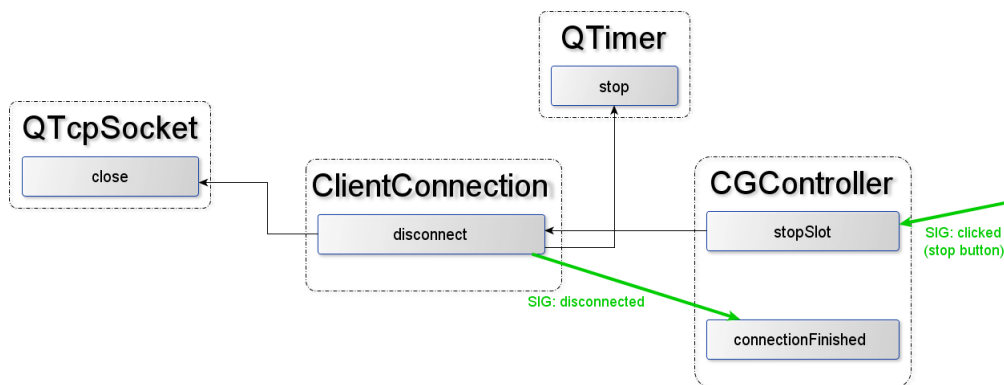 QTimer
stop
QTcpSocket
close
ClientConnection
disconnect
CGController
stopSlot
SIG: clicked
(stop button)
SIG: disconnected
connectionFinished